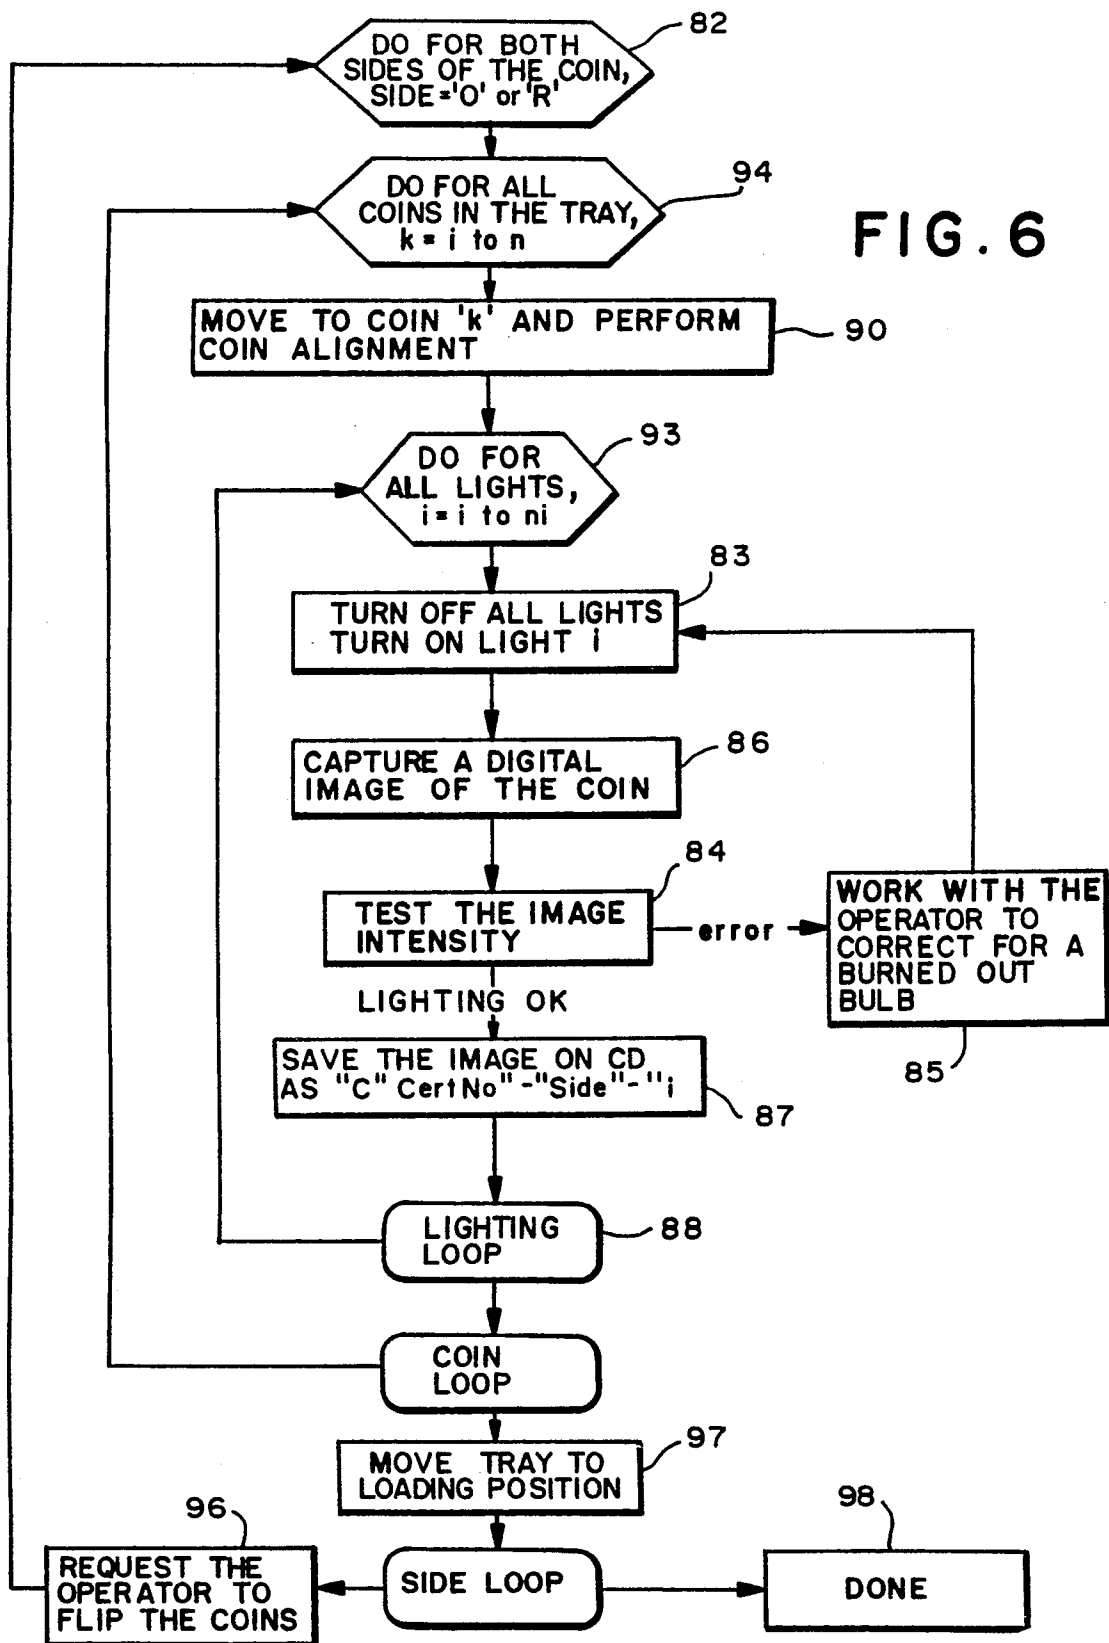 82
DO FOR BOTH
SIDES OF THE COIN,
SIDE='O' or 'R'
94
DO FOR ALL
COINS IN THE TRAY,
k = i to n
FIG. 6
MOVE TO COIN 'k' AND PERFORM
COIN ALIGNMENT
90
93
DO FOR
ALL LIGHTS,
i = i to ni
83
TURN OFF ALL LIGHTS
TURN ON LIGHT i
86
CAPTURE A DIGITAL
IMAGE OF THE COIN
84
TEST THE IMAGE
INTENSITY
error
WORK WITH THE
OPERATOR TO
CORRECT FOR A
BURNED OUT
BULB
85
LIGHTING OK
SAVE THE IMAGE ON CD
AS "C" CertNo"-"Side"-"i
87
LIGHTING
LOOP
88
COIN
LOOP
97
MOVE TRAY TO
LOADING POSITION
96
REQUEST THE
OPERATOR TO
FLIP THE COINS
SIDE LOOP
98
DONE